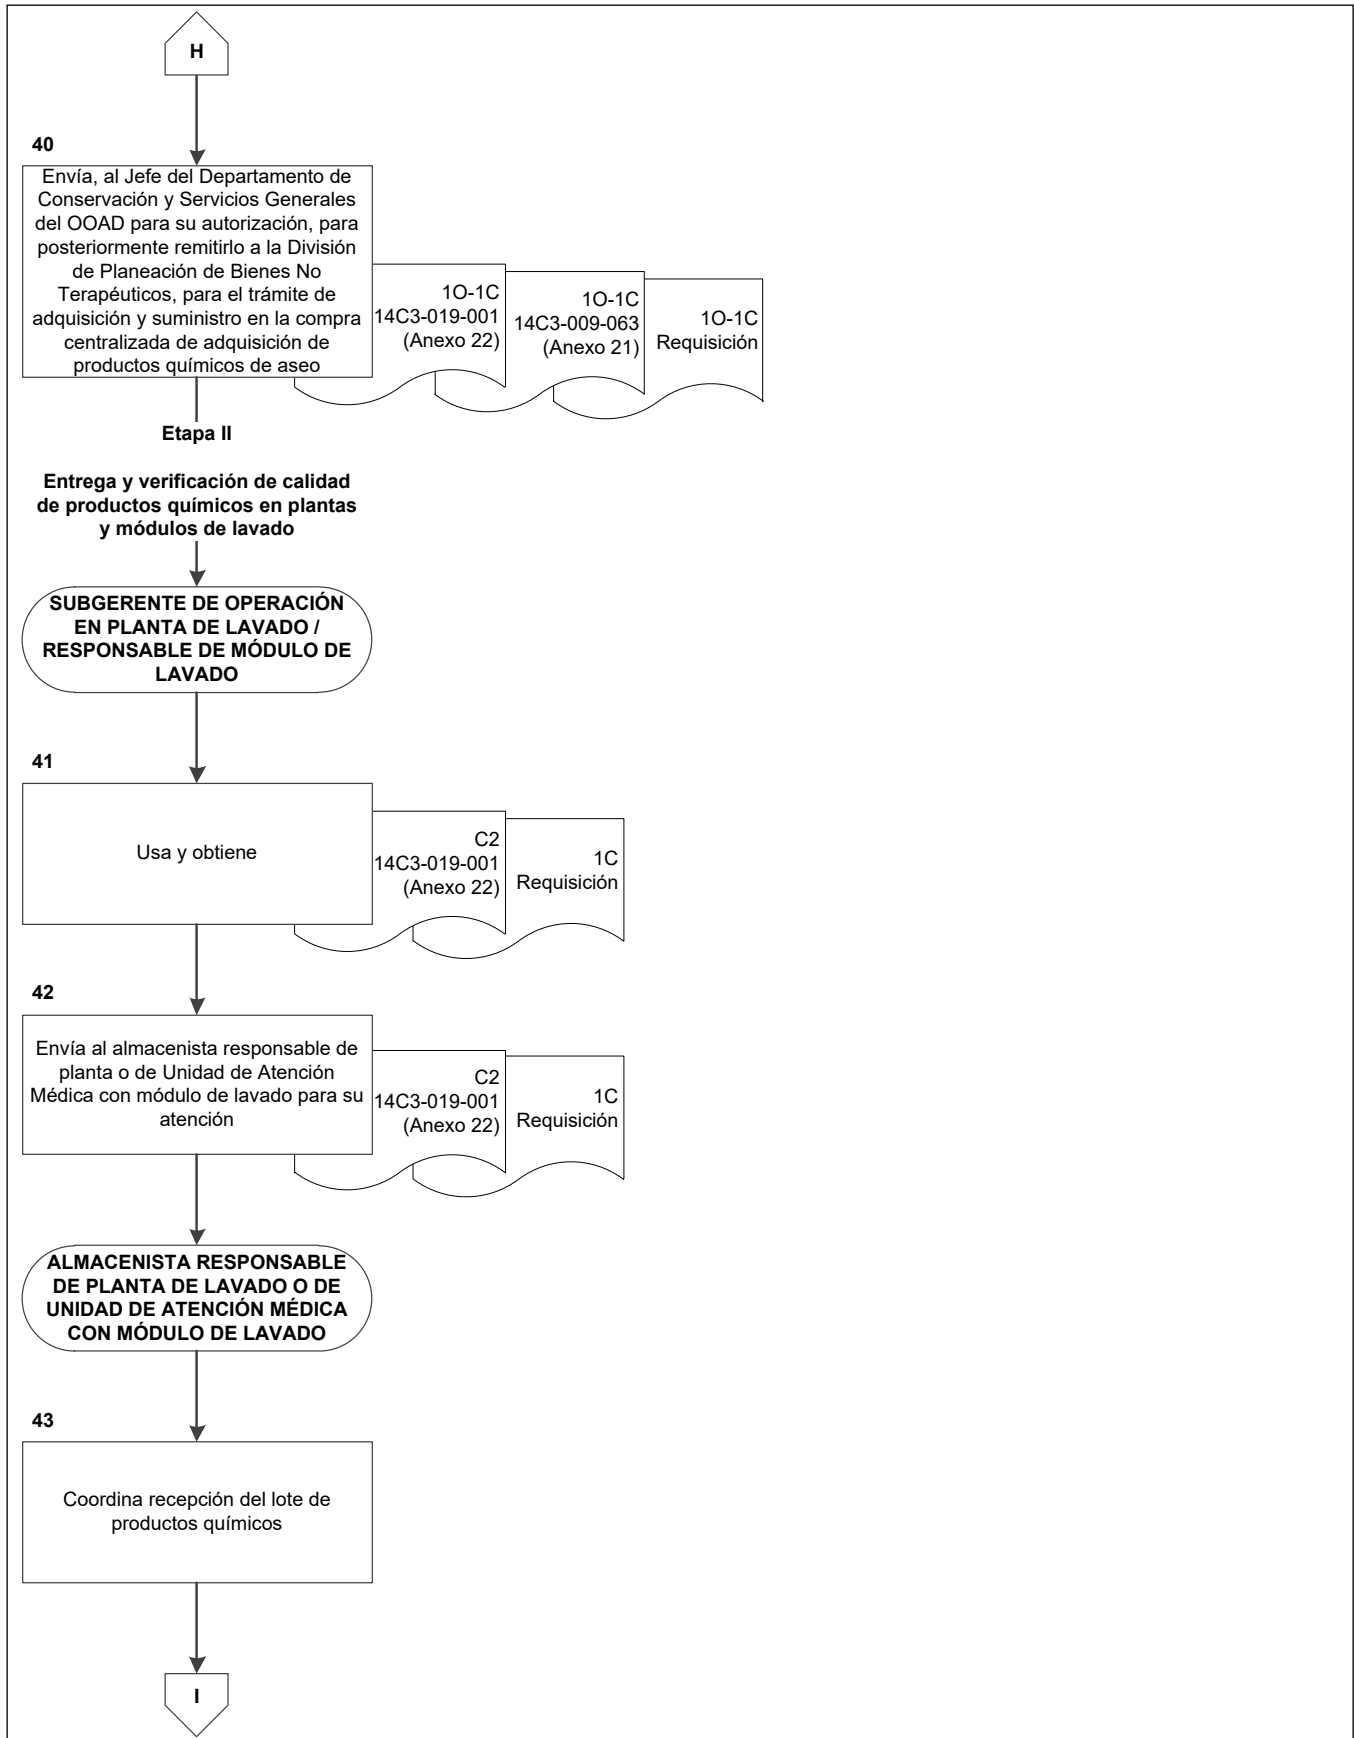 H
40
Envía, al Jefe del Departamento de
Conservación y Servicios Generales
del OOAD para su autorización, para
posteriormente remitirlo a la División
de Planeación de Bienes No
Terapéuticos, para el trámite de
adquisición y suministro en la compra
centralizada de adquisición de
productos químicos de aseo
1O-1C
14C3-019-001
(Anexo 22)
1O-1C
14C3-009-063
(Anexo 21)
1O-1C
Requisición
Etapa II
Entrega y verificación de calidad
de productos químicos en plantas
y módulos de lavado
SUBGERENTE DE OPERACIÓN
EN PLANTA DE LAVADO /
RESPONSABLE DE MÓDULO DE
LAVADO
41
Usa y obtiene
C2
14C3-019-001
(Anexo 22)
1C
Requisición
42
Envía al almacenista responsable de
planta o de Unidad de Atención
Médica con módulo de lavado para su
atención
C2
14C3-019-001
(Anexo 22)
1C
Requisición
ALMACENISTA RESPONSABLE
DE PLANTA DE LAVADO O DE
UNIDAD DE ATENCIÓN MÉDICA
CON MÓDULO DE LAVADO
43
Coordina recepción del lote de
productos químicos
I